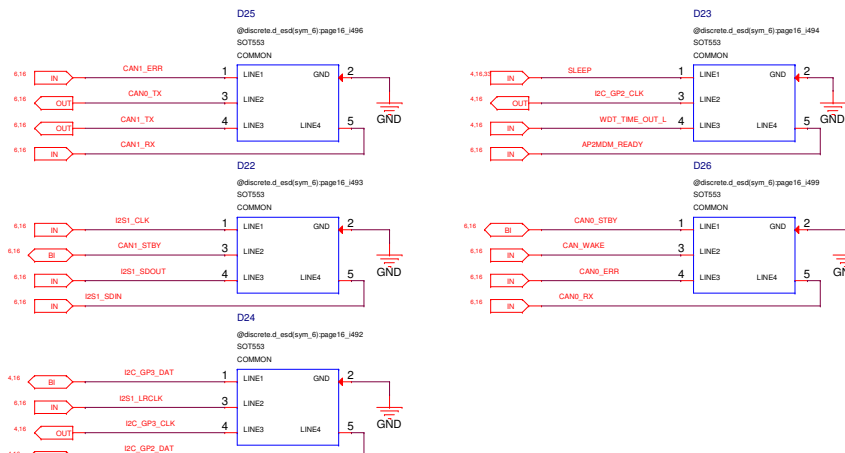 D25
@discrete.d_esd(sym_6):page16_i496
SOT553
COMMON
6,16 IN CAN1_ERR 1 LINE1 GND 2
6,16 OUT CAN0_TX 3 LINE2 GND
6,16 OUT CAN1_TX 4 LINE3 LINE4 5
6,16 IN CAN1_RX
D23
@discrete.d_esd(sym_6):page16_i494
SOT553
COMMON
IN SLEEP 1 LINE1 GND 2
4,16 OUT I2C_GP2_CLK 3 LINE2 GND
4,16 IN WDT_TIME_OUT_L 4 LINE3 LINE4 5
6,16 IN AP2MDM_READY
D22
@discrete.d_esd(sym_6):page16_i493
SOT553
COMMON
6,16 IN I2S1_CLK 1 LINE1 GND 2
6,16 BI CAN1_STBY 3 LINE2 GND
6,16 IN I2S1_SDOUT 4 LINE3 LINE4 5
6,16 IN I2S1_SDIN
D26
@discrete.d_esd(sym_6):page16_i499
SOT553
COMMON
6,16 BI CAN0_STBY 1 LINE1 GND 2
6,16 IN CAN_WAKE 3 LINE2
6,16 IN CAN0_ERR 4 LINE3 LINE4 5
6,16 IN CAN0_RX
D24
@discrete.d_esd(sym_6):page16_i492
SOT553
COMMON
4,16 BI I2C_GP3_DAT 1 LINE1 GND 2
6,16 IN I2S1_LRCLK 3 LINE2 GND
4,16 OUT I2C_GP3_CLK 4 LINE3 LINE4 5
I2C_GP2_DAT